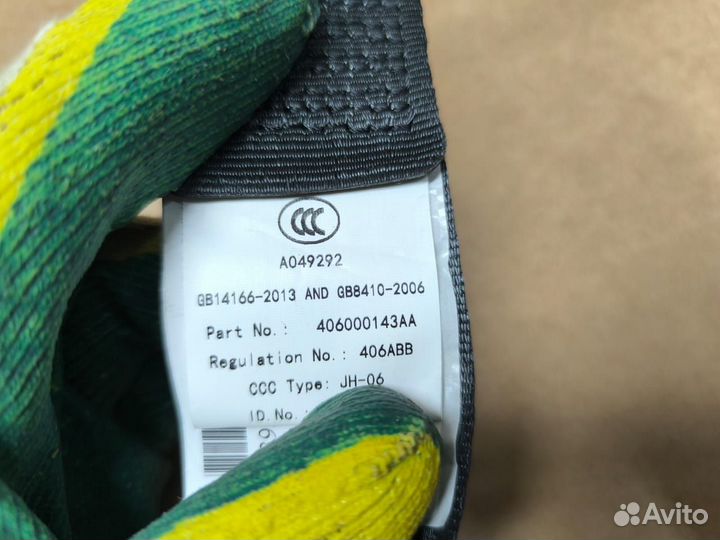 CCC
A049292
GB14166-2013 AND GB8410-2006
Part No.: 406000143AA
Regulation No.: 406ABB
CCC Type: JH-06
ID.No.:
Avito